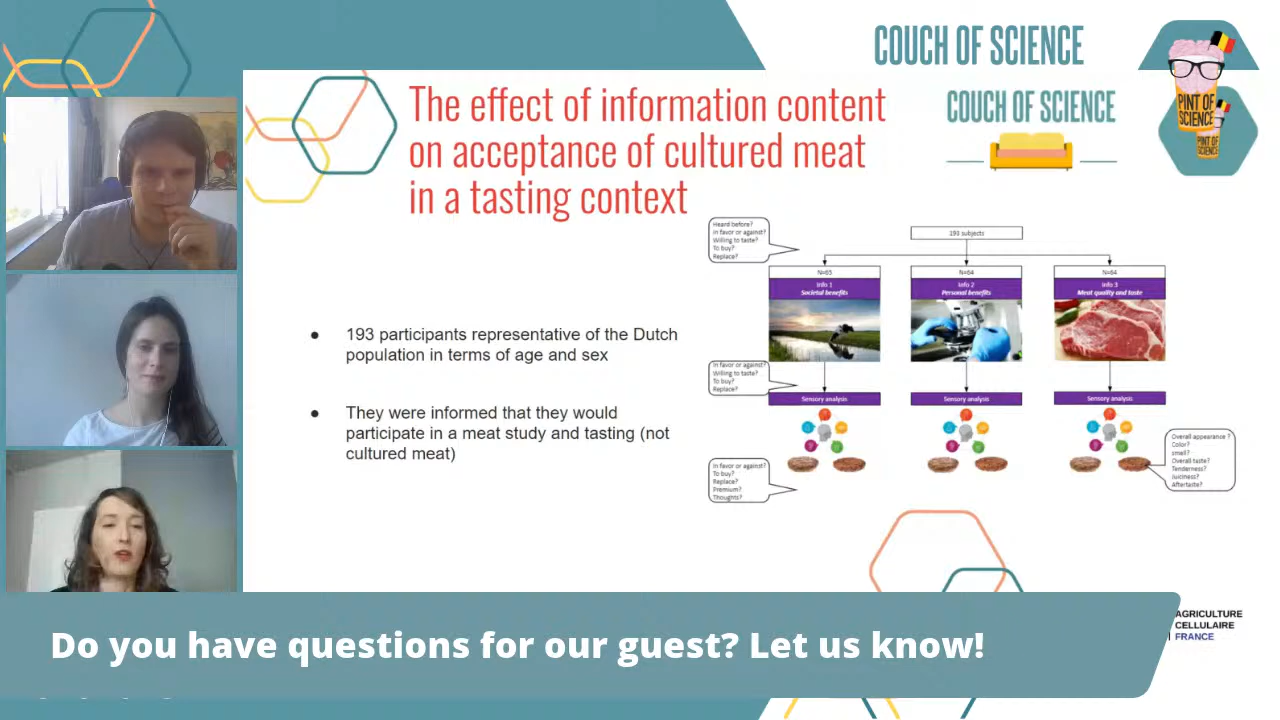 COUCH OF SCIENCE
PINT OF
SCIENCE
The effect of information content
on acceptance of cultured meat
in a tasting context
COUCH OF SCIENCE
PINT OF
SCIENCE
Heard before?
In favor or against?
Willing to taste?
To buy?
Replace?
193 subjects
N=65
Info 1
Societal benefits
N=64
Info 2
Personal benefits
N=64
Info 3
Meat quality and taste
● 193 participants representative of the Dutch
population in terms of age and sex
● They were informed that they would
participate in a meat study and tasting (not
cultured meat)
In favor or against?
Willing to taste?
To buy?
Replace?
Sensory analysis
Sensory analysis
Sensory analysis
In favor or against?
To buy?
Replace?
Premium?
Thoughts?
Overall appearance ?
Color?
smell?
Overall taste?
Tenderness?
Juiciness?
Aftertaste?
Do you have questions for our guest? Let us know!
AGRICULTURE
CELLULAIRE
FRANCE